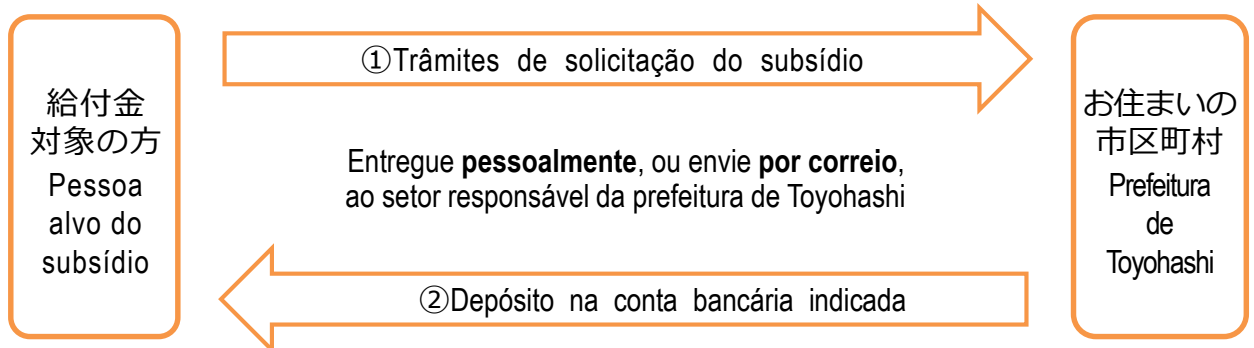 給付金
対象の方
Pessoa
alvo do
subsídio
①Trâmites de solicitação do subsídio
Entregue pessoalmente, ou envie por correio,
ao setor responsável da prefeitura de Toyohashi
②Depósito na conta bancária indicada
お住まいの
市区町村
Prefeitura
de
Toyohashi